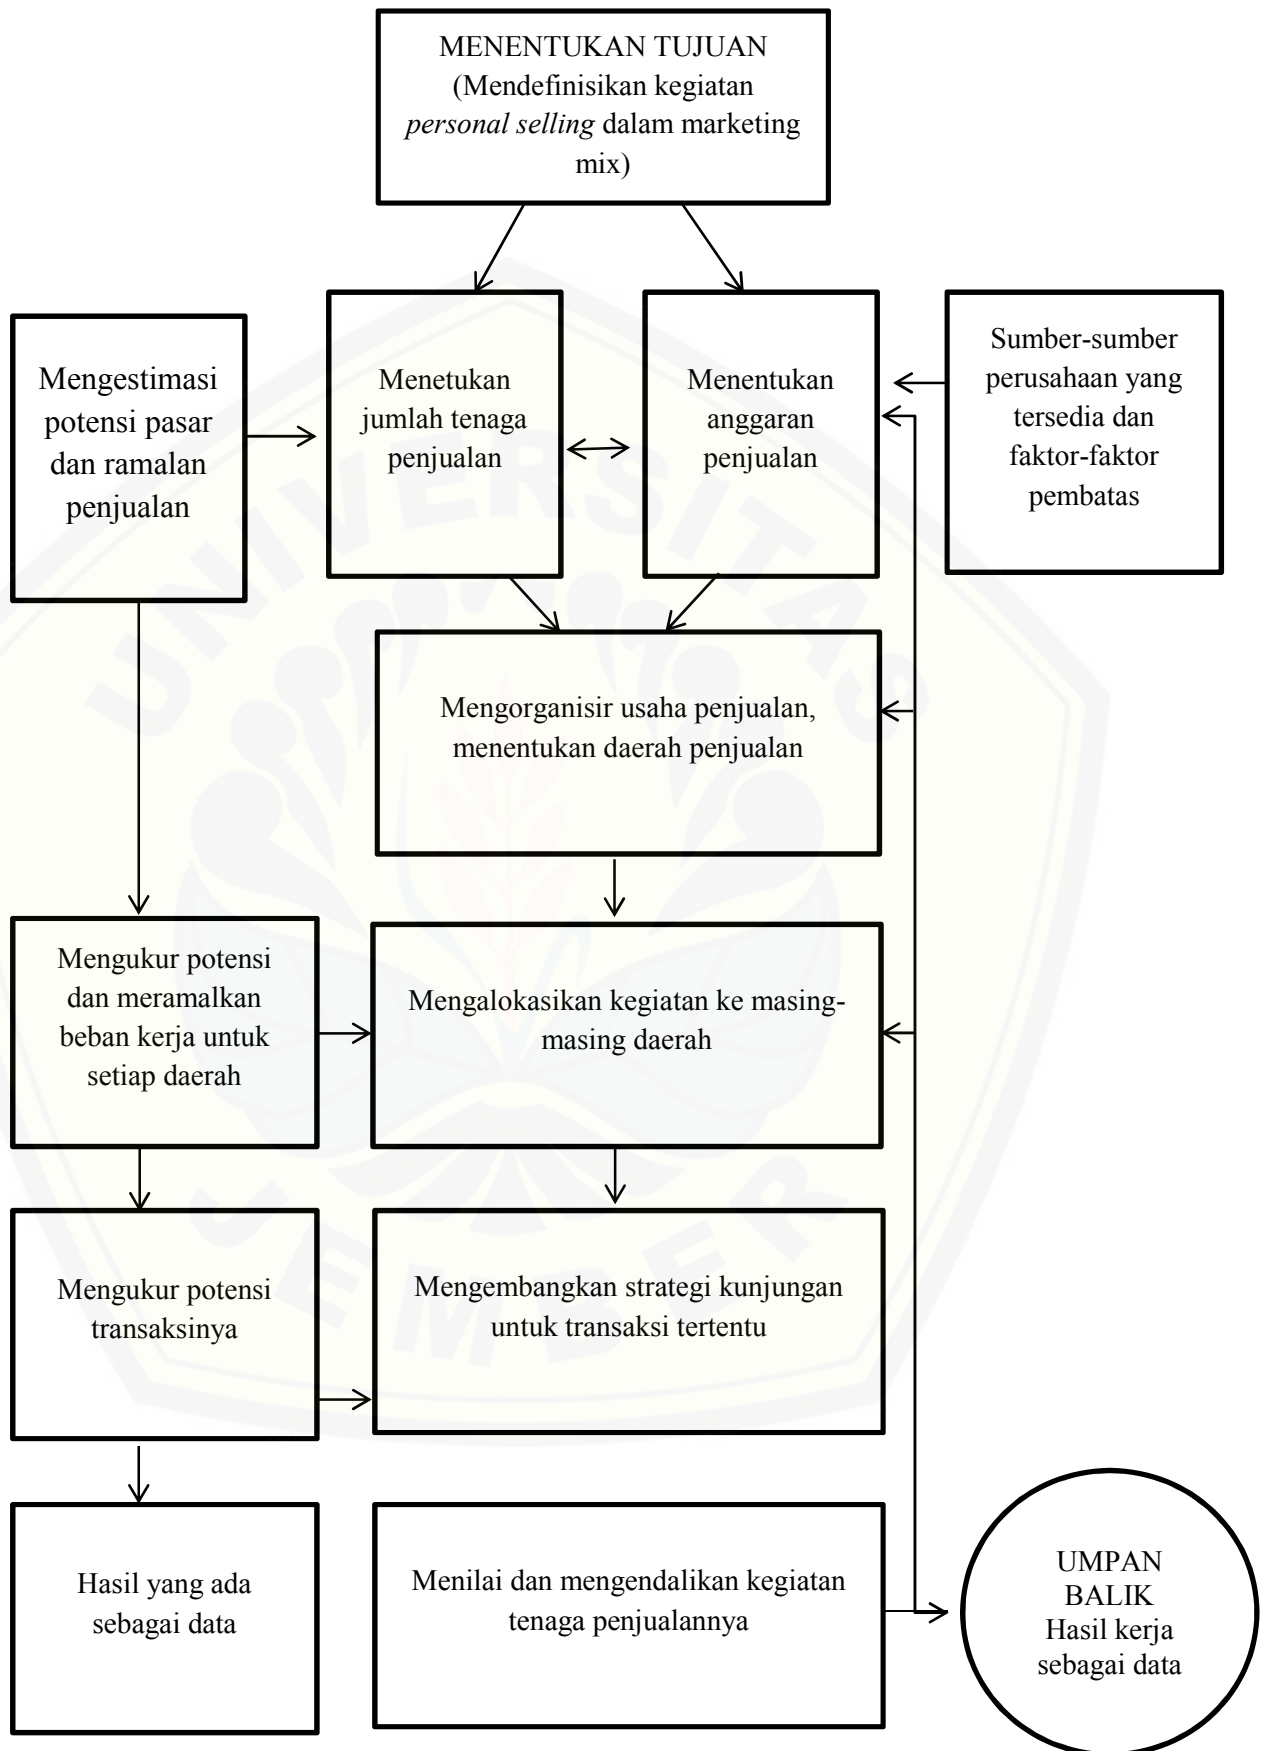 MENENTUKAN TUJUAN
(Mendefinisikan kegiatan
personal selling dalam marketing
mix)
Mengestimasi
potensi pasar
dan ramalan
penjualan
Menetukan
jumlah tenaga
penjualan
Menentukan
anggaran
penjualan
Sumber-sumber
perusahaan yang
tersedia dan
faktor-faktor
pembatas
Mengorganisir usaha penjualan,
menentukan daerah penjualan
Mengukur potensi
dan meramalkan
beban kerja untuk
setiap daerah
Mengalokasikan kegiatan ke masing-
masing daerah
Mengukur potensi
transaksinya
Mengembangkan strategi kunjungan
untuk transaksi tertentu
Hasil yang ada
sebagai data
Menilai dan mengendalikan kegiatan
tenaga penjualannya
UMPAN
BALIK
Hasil kerja
sebagai data
UNIVERSITAS
JEMBER